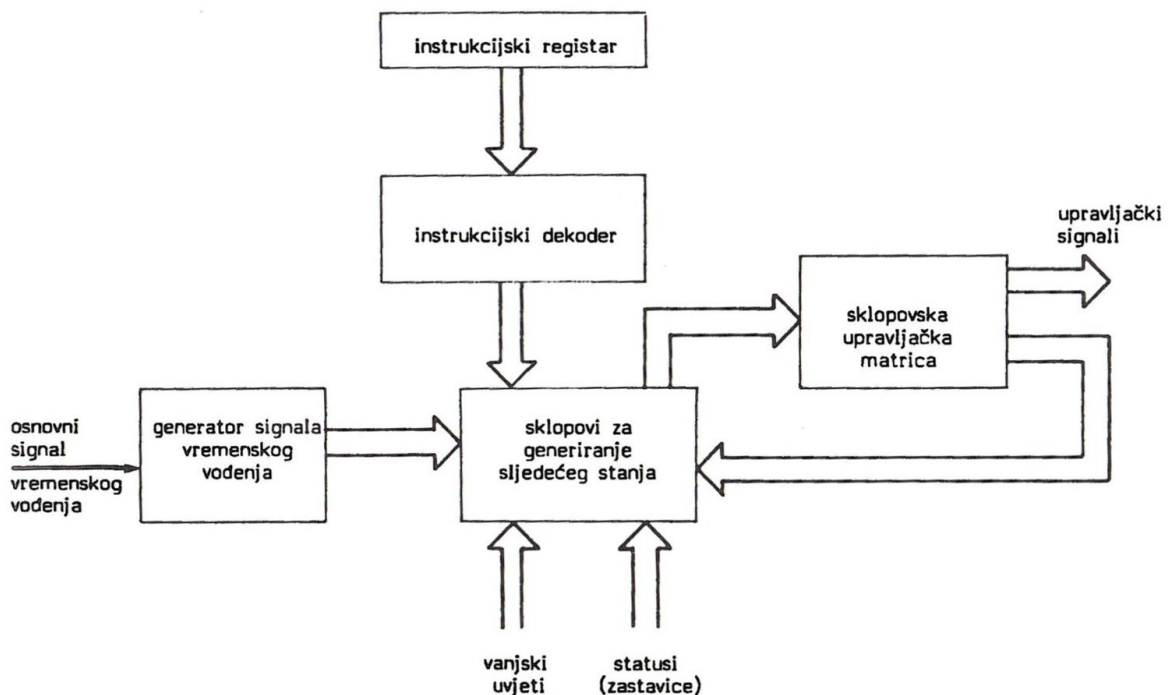 instrukcijski registar
instrukcijski dekoder
upravljački
signali
sklopovska
upravljačka
matrica
osnovni
signal
vremenskog
vođenja
generator signala
vremenskog
vođenja
sklopovi za
generiranje
sljedećeg stanja
vanjski
uvjeti
statusi
(zastavice)